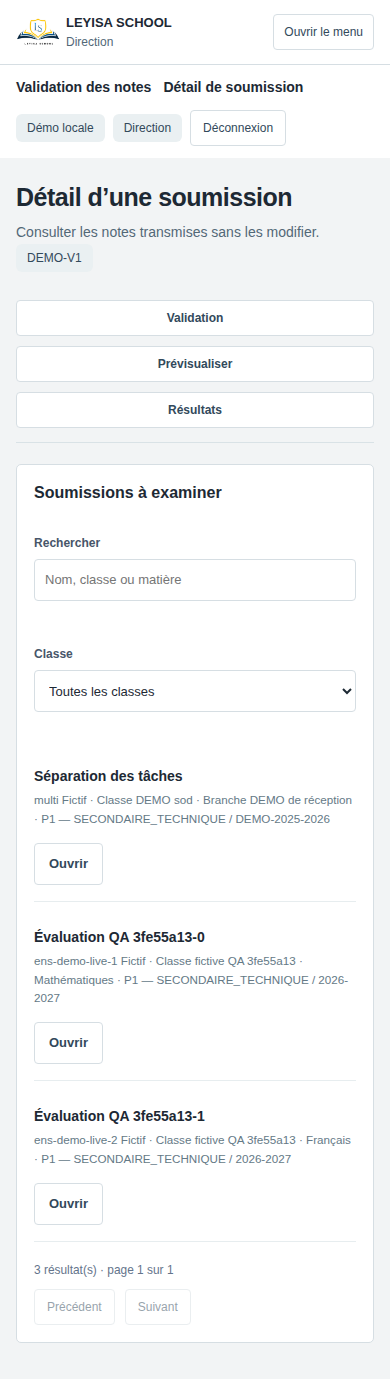 LEYISA SCHOOL
Direction
Ouvrir le menu
Validation des notes Détail de soumission
Démo locale
Direction
Déconnexion
Détail d’une soumission
Consulter les notes transmises sans les modifier.
DEMO-V1
Validation
Prévisualiser
Résultats
Soumissions à examiner
Rechercher
Nom, classe ou matière
Classe
Toutes les classes
Séparation des tâches
multi Fictif · Classe DEMO sod · Branche DEMO de réception
· P1 — SECONDAIRE_TECHNIQUE / DEMO-2025-2026
Ouvrir
Évaluation QA 3fe55a13-0
ens-demo-live-1 Fictif · Classe fictive QA 3fe55a13 ·
Mathématiques · P1 — SECONDAIRE_TECHNIQUE / 2026-
2027
Ouvrir
Évaluation QA 3fe55a13-1
ens-demo-live-2 Fictif · Classe fictive QA 3fe55a13 · Français
· P1 — SECONDAIRE_TECHNIQUE / 2026-2027
Ouvrir
3 résultat(s) · page 1 sur 1
Précédent
Suivant